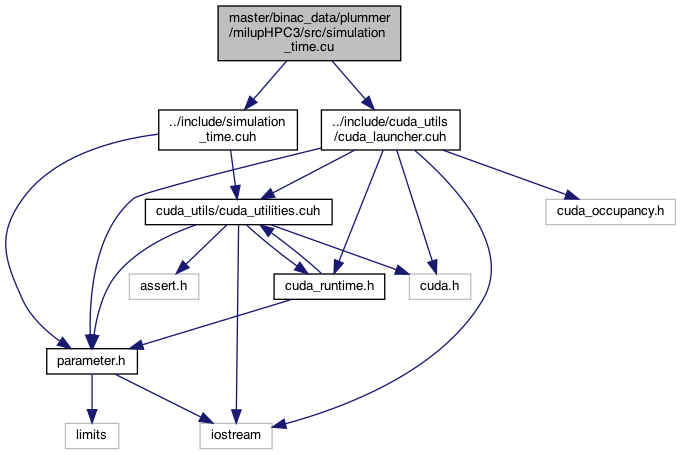 master/binac_data/plummer
/milupHPC3/src/simulation
_time.cu
../include/simulation
_time.cuh
../include/cuda_utils
/cuda_launcher.cuh
cuda_utils/cuda_utilities.cuh
cuda_occupancy.h
assert.h
cuda_runtime.h
cuda.h
parameter.h
limits
iostream